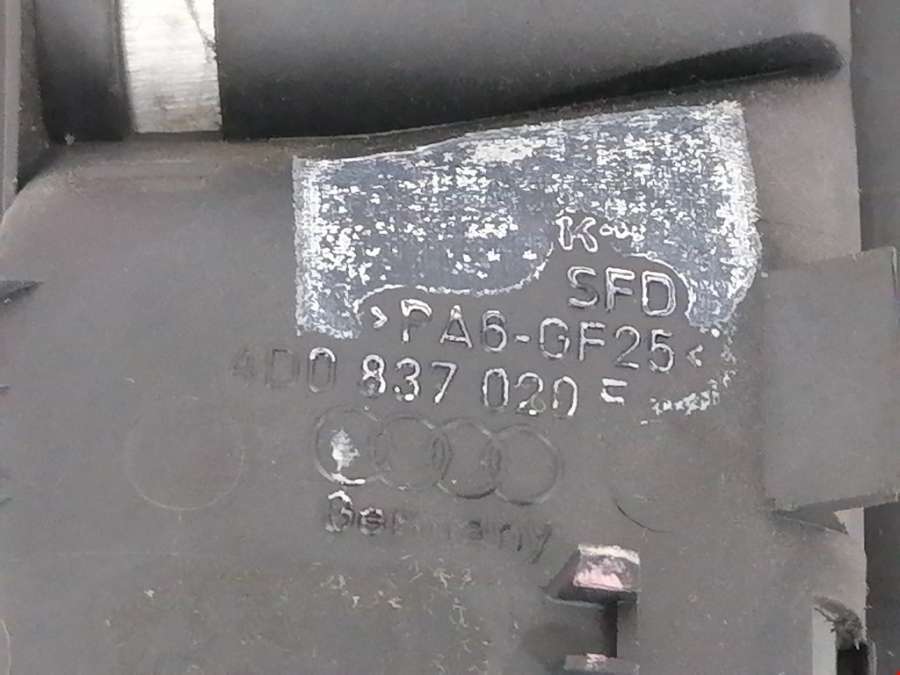 K
SFD
>PA6-GF25<
4D0 837 020
Germany